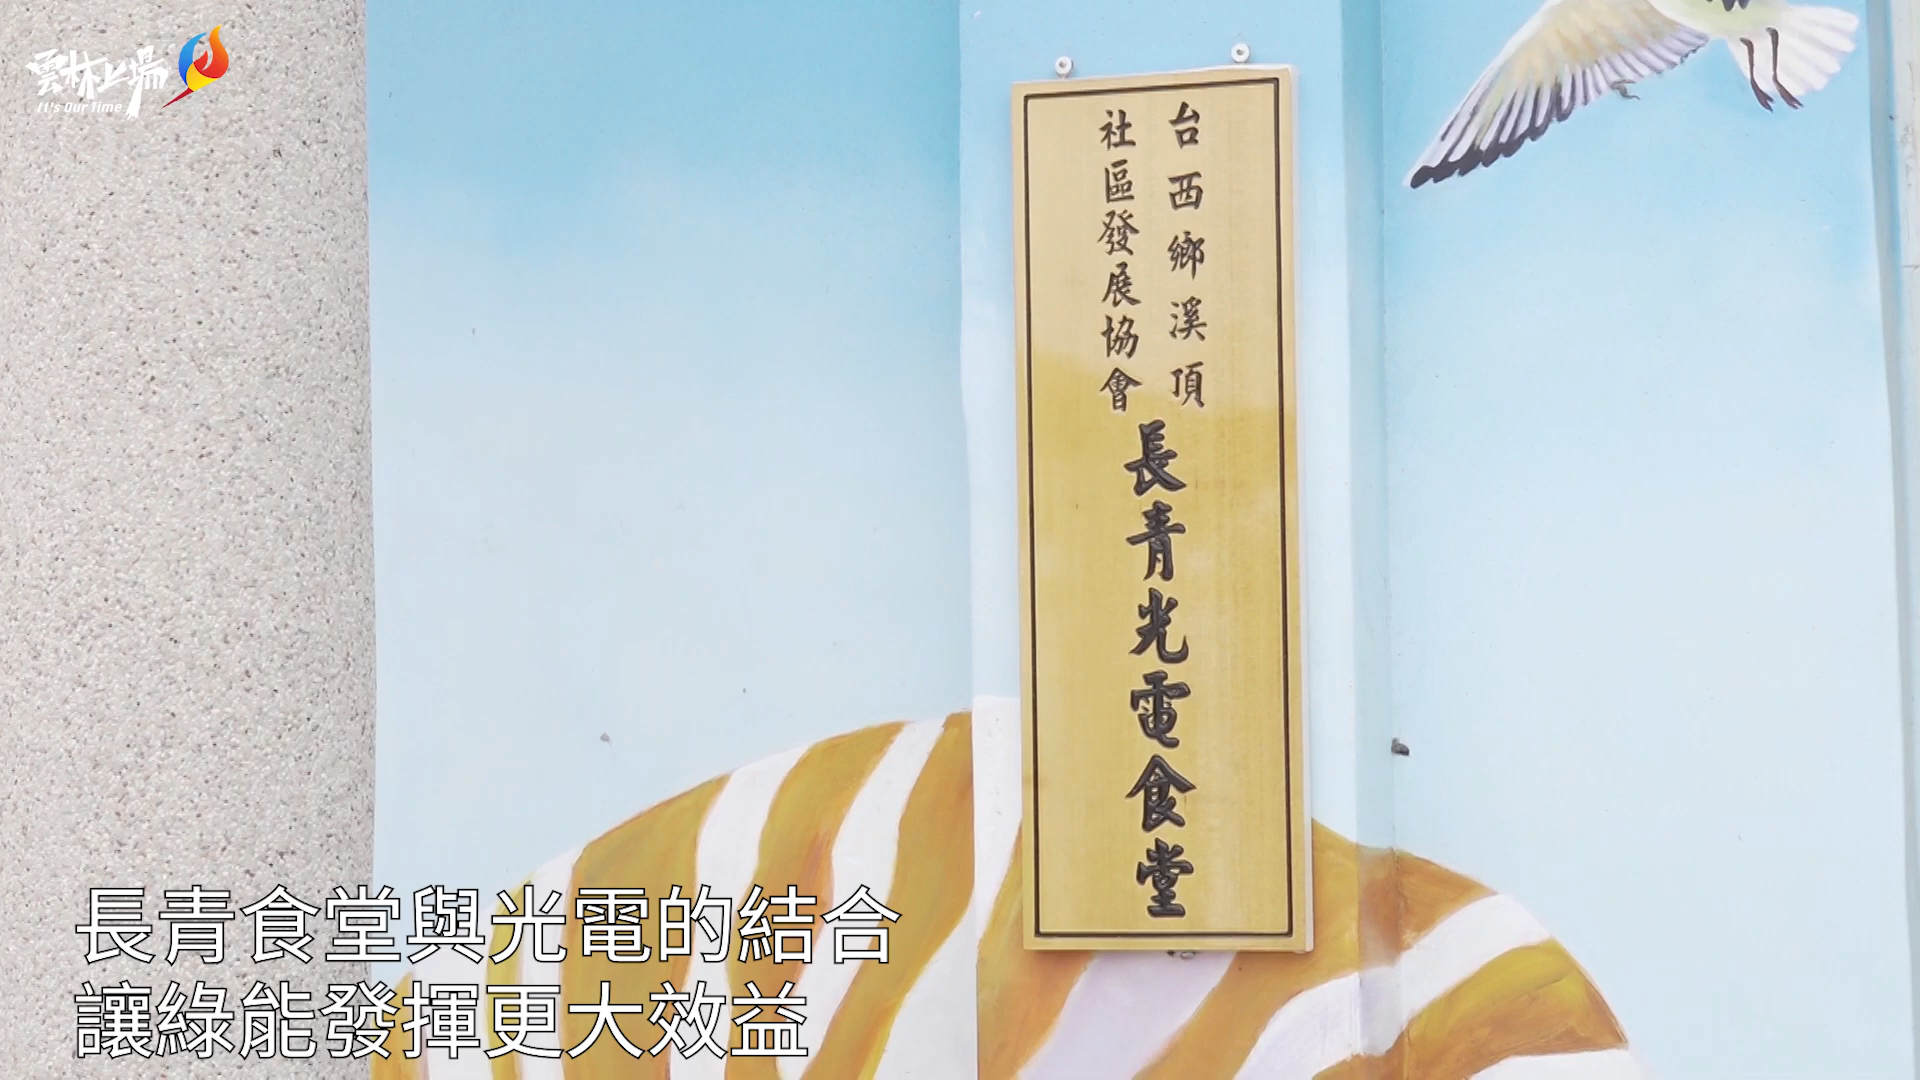 雲林上場
It's Our Time
台西鄉溪頂
社區發展協會
長青光電食堂
長青食堂與光電的結合
讓綠能發揮更大效益